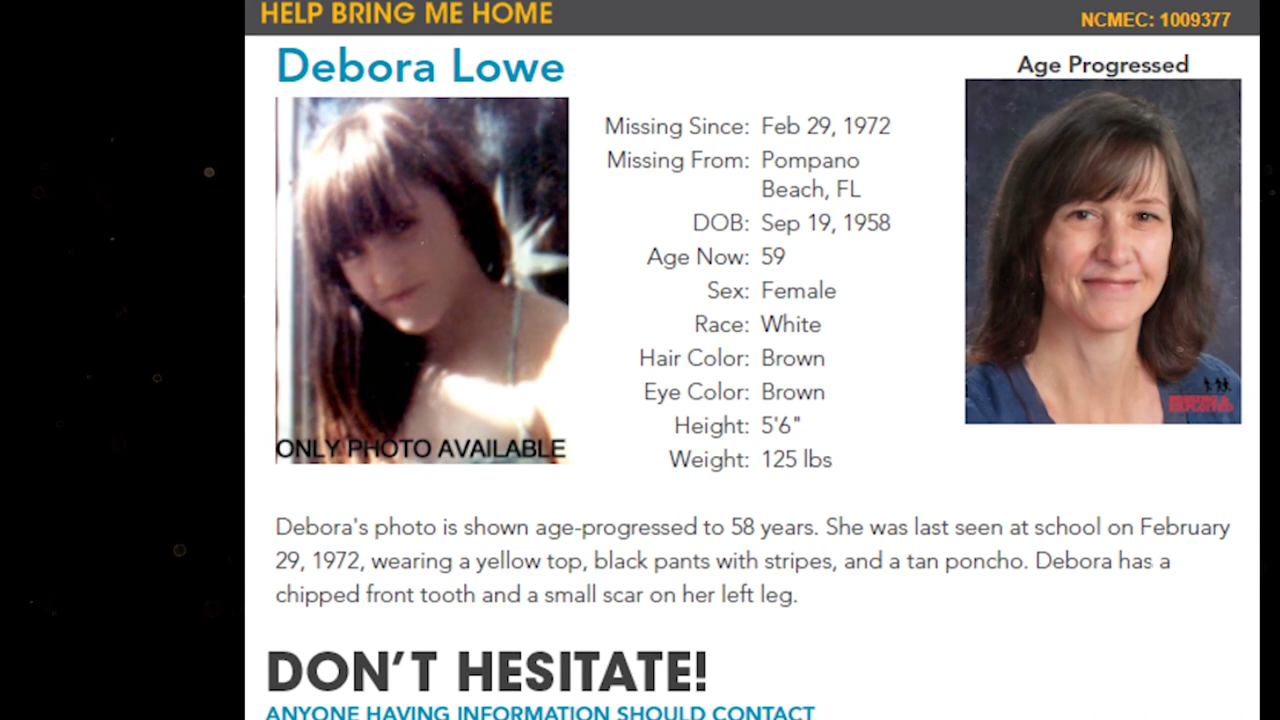 HELP BRING ME HOME
NCMEC: 1009377
Debora Lowe
Age Progressed
Missing Since: Feb 29, 1972
Missing From: Pompano
Beach, FL
DOB: Sep 19, 1958
Age Now: 59
Sex: Female
Race: White
Hair Color: Brown
Eye Color: Brown
Height: 5'6"
Weight: 125 lbs
ONLY PHOTO AVAILABLE
Debora's photo is shown age-progressed to 58 years. She was last seen at school on February
29, 1972, wearing a yellow top, black pants with stripes, and a tan poncho. Debora has a
chipped front tooth and a small scar on her left leg.
DON'T HESITATE!
ANYONE HAVING INFORMATION SHOULD CONTACT